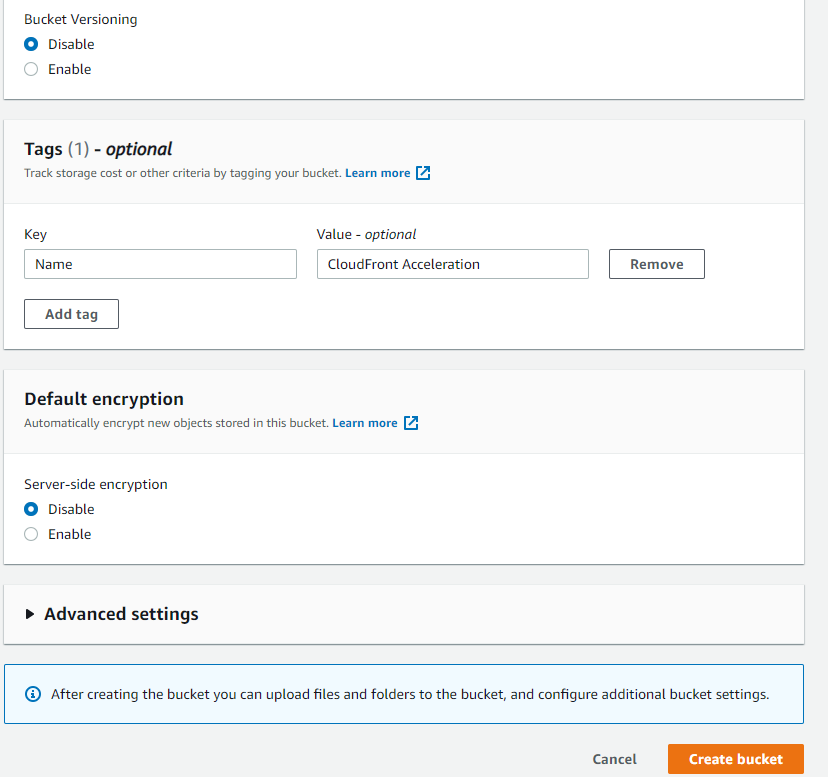 Bucket Versioning
Disable
Enable
Tags (1) - optional
Track storage cost or other criteria by tagging your bucket. Learn more
Key
Value - optional
Name
CloudFront Acceleration
Remove
Add tag
Default encryption
Automatically encrypt new objects stored in this bucket. Learn more
Server-side encryption
Disable
Enable
Advanced settings
After creating the bucket you can upload files and folders to the bucket, and configure additional bucket settings.
Cancel
Create bucket